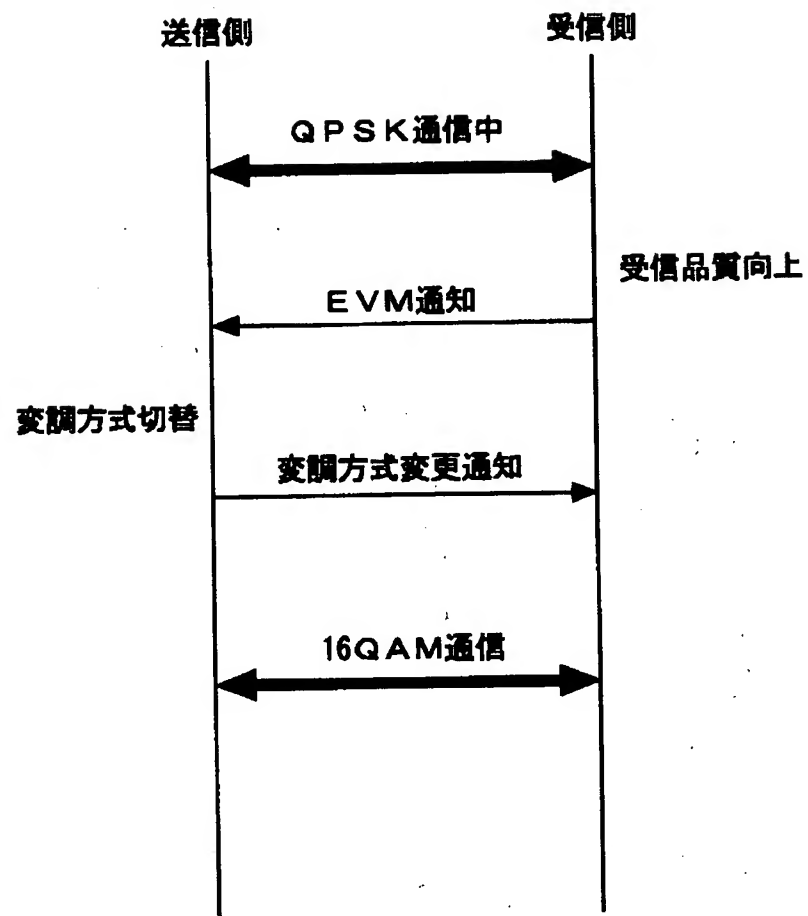 送信側
受信側
QPSK通信中
受信品質向上
EVM通知
変調方式切替
変調方式変更通知
16QAM通信